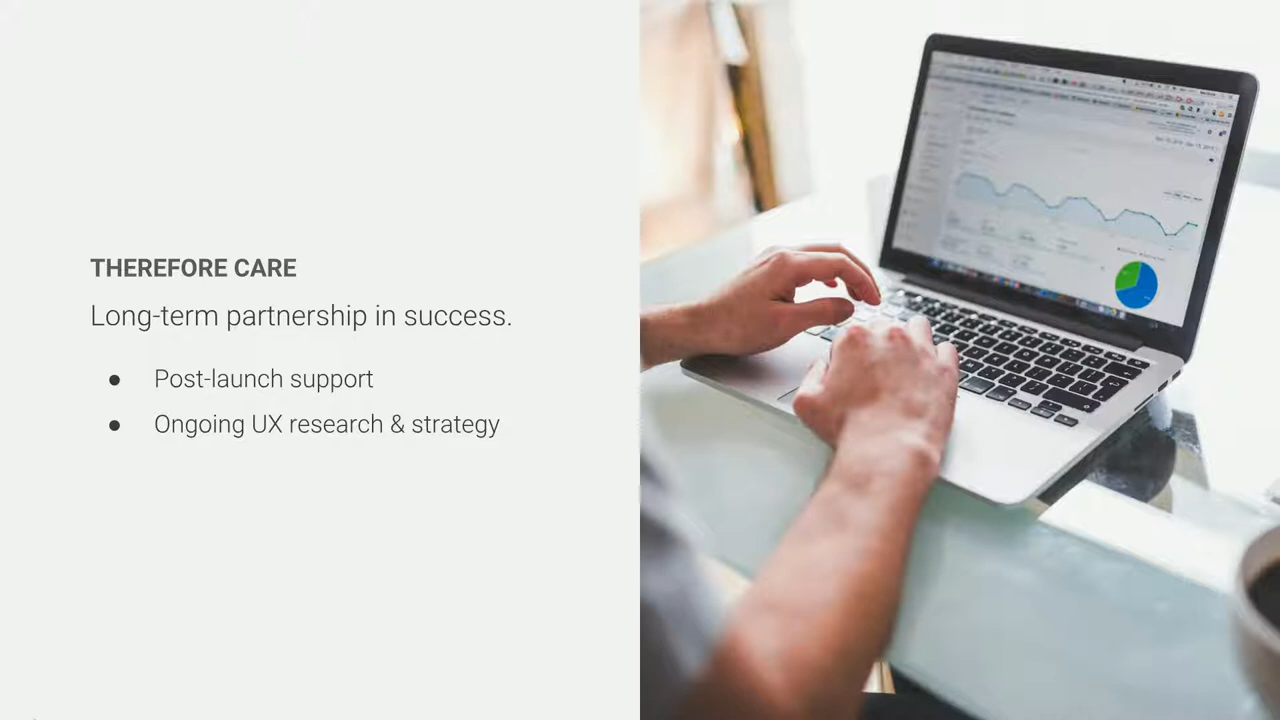 THEREFORE CARE
Long-term partnership in success.
● Post-launch support
● Ongoing UX research & strategy